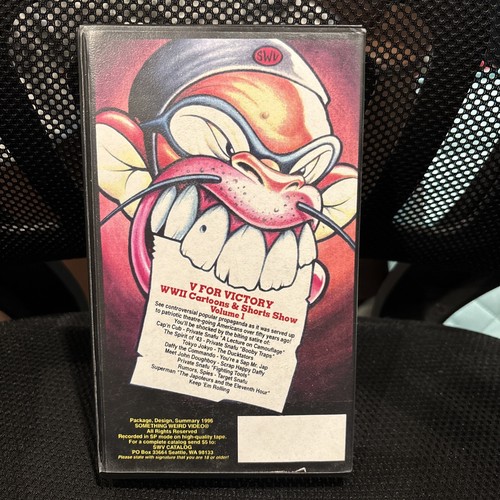 SWV
V FOR VICTORY
WWII Cartoons & Shorts Show
Volume 1
See controversial popular propaganda as it was served up
to patriotic theatre-going Americans over fifty years ago!
You'll be shocked by the biting satire of:
Cap'n Cub - Private Snafu "A Lecture on Camouflage"
The Spirit of '43 - Private Snafu "Booby Traps"
Tokyo Jokyo - The Ducktators
Daffy the Commando - You're a Sap Mr. Jap
Meet John Doughboy - Scrap Happy Daffy
Private Snafu "Fighting Tools"
Rumors, Spies - Target Snafu
Superman "The Japoteurs and the Eleventh Hour"
Keep 'Em Rolling
Package, Design, Summary 1996
SOMETHING WEIRD VIDEO®
All Rights Reserved
Recorded in SP mode on high-quality tape.
For a complete catalog send $5 to:
SWV CATALOG
PO Box 33664 Seattle, WA 98133
Please state with signature that you are 18 or older!